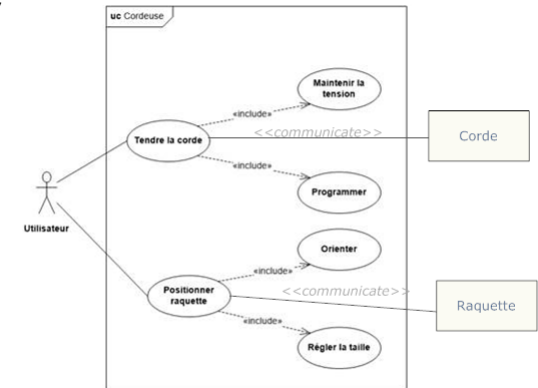 uc Cordeuse
Maintenir la
tension
«include»
<<communicate>>
Corde
Tendre la corde
«include»
Programmer
Utilisateur
Orienter
«include»
<<communicate>>
Positionner
raquette
Raquette
«include»
Régler la taille